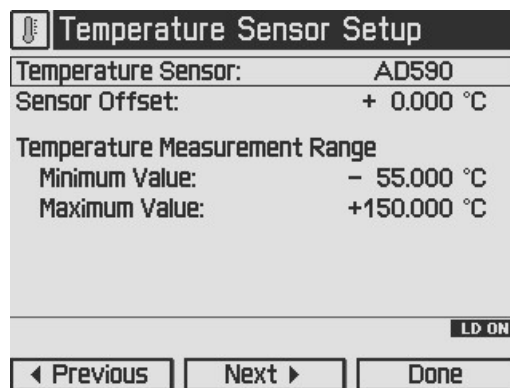 Temperature Sensor Setup
Temperature Sensor: AD590
Sensor Offset: + 0.000 °C
Temperature Measurement Range
Minimum Value: − 55.000 °C
Maximum Value: +150.000 °C
LD ON
◀ Previous Next ▶ Done